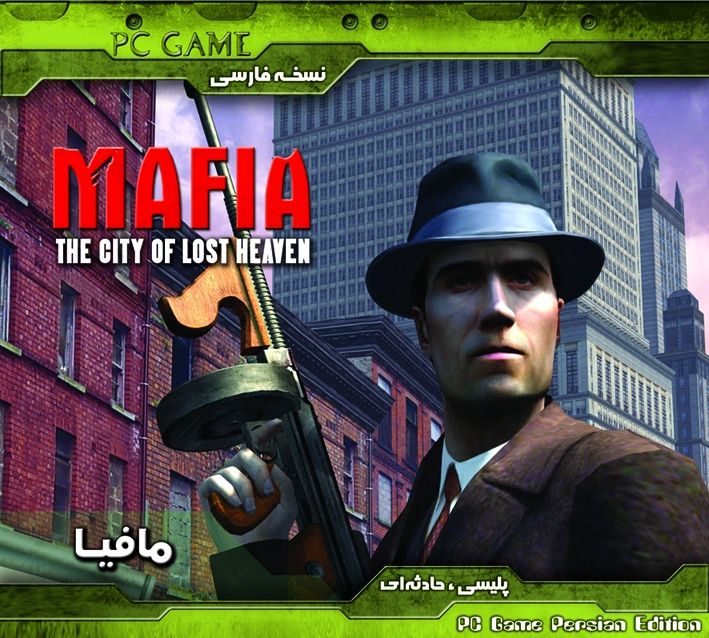 PC GAME
نسخه فارسی
MAFIA
THE CITY OF LOST HEAVEN
مافیا
پلیسی ، حادثه‌ای
PC Game Persian Edition